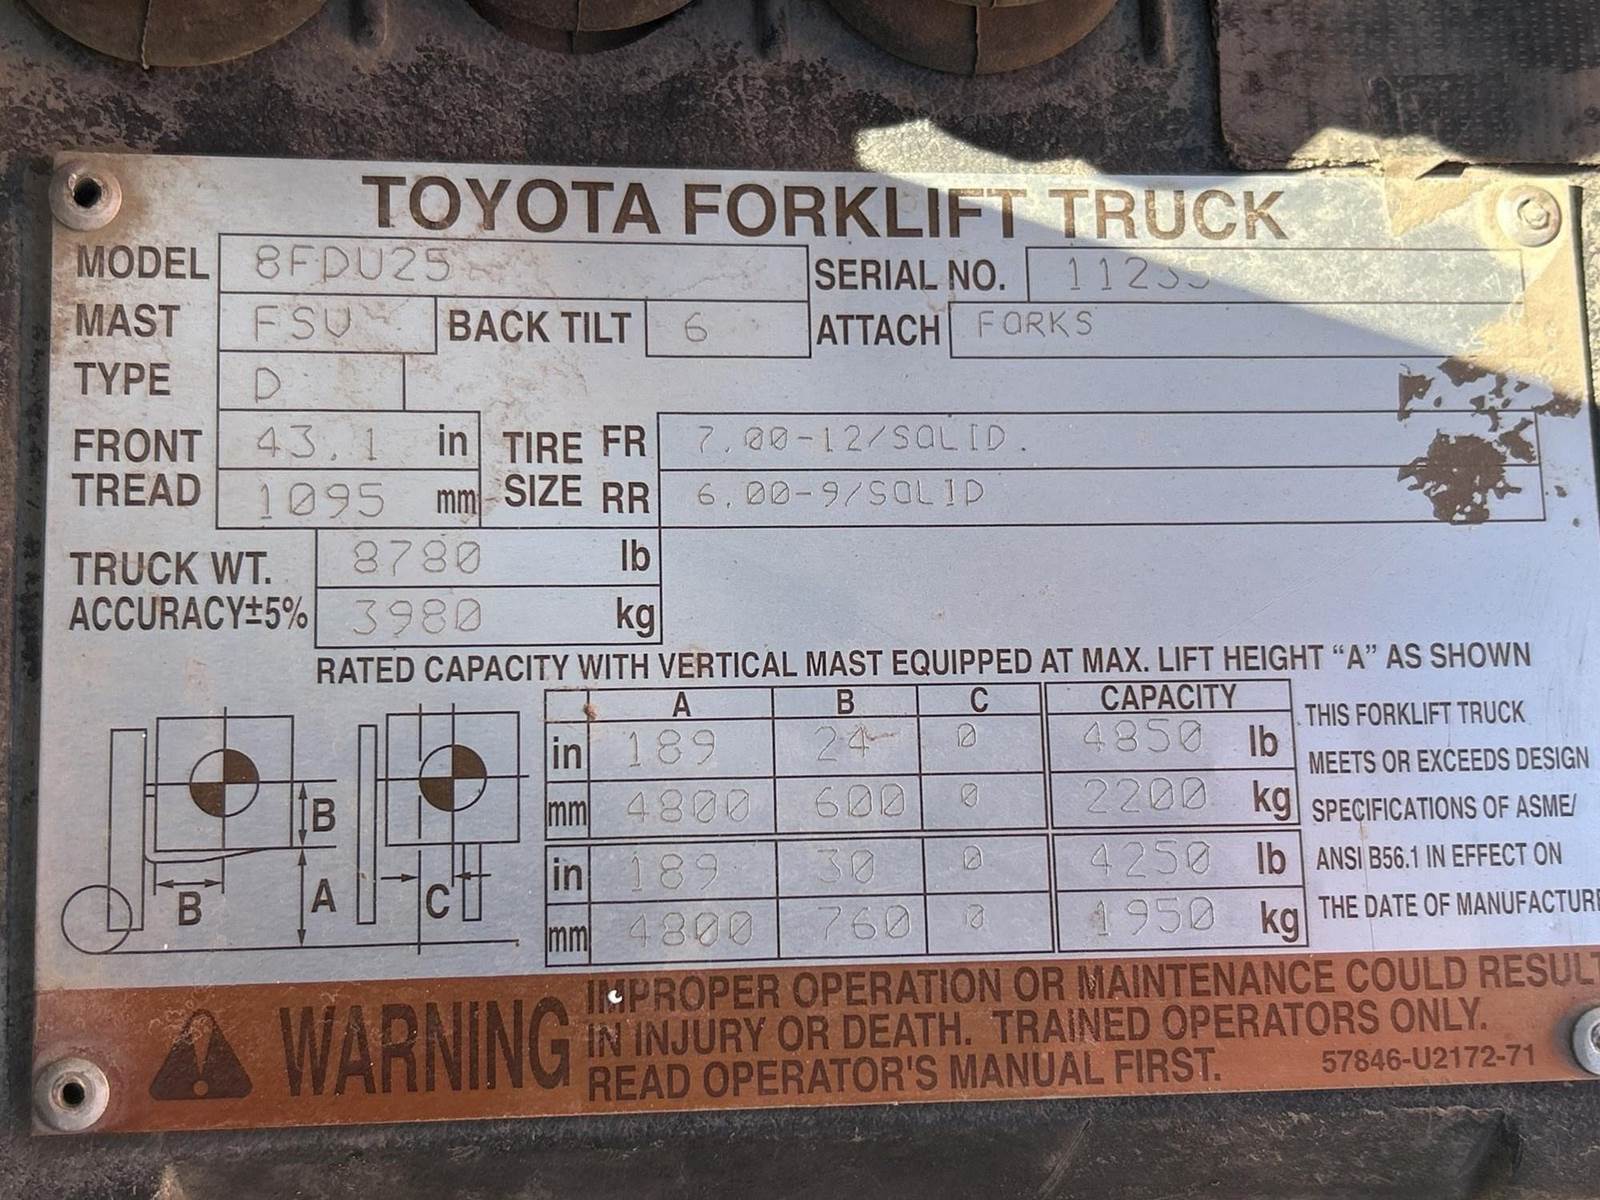 TOYOTA FORKLIFT TRUCK
MODEL 8FDU25 SERIAL NO.
MAST FSV BACK TILT 6 ATTACH FORKS
TYPE D
FRONT TREAD 43.1 in TIRE SIZE FR 7.00-12/SOLID.
1095 mm RR 6.00-9/SOLID
TRUCK WT. 8780 lb
ACCURACY±5% 3980 kg
RATED CAPACITY WITH VERTICAL MAST EQUIPPED AT MAX. LIFT HEIGHT “A” AS SHOWN
A B C CAPACITY
in 189 24 0 4850 lb
mm 4800 600 0 2200 kg
in 189 30 0 4250 lb
mm 4800 760 0 1950 kg
B
B
A
C
THIS FORKLIFT TRUCK
MEETS OR EXCEEDS DESIGN
SPECIFICATIONS OF ASME/
ANSI B56.1 IN EFFECT ON
THE DATE OF MANUFACTUR
WARNING
IMPROPER OPERATION OR MAINTENANCE COULD RESULT
IN INJURY OR DEATH. TRAINED OPERATORS ONLY.
READ OPERATOR'S MANUAL FIRST. 57846-U2172-71